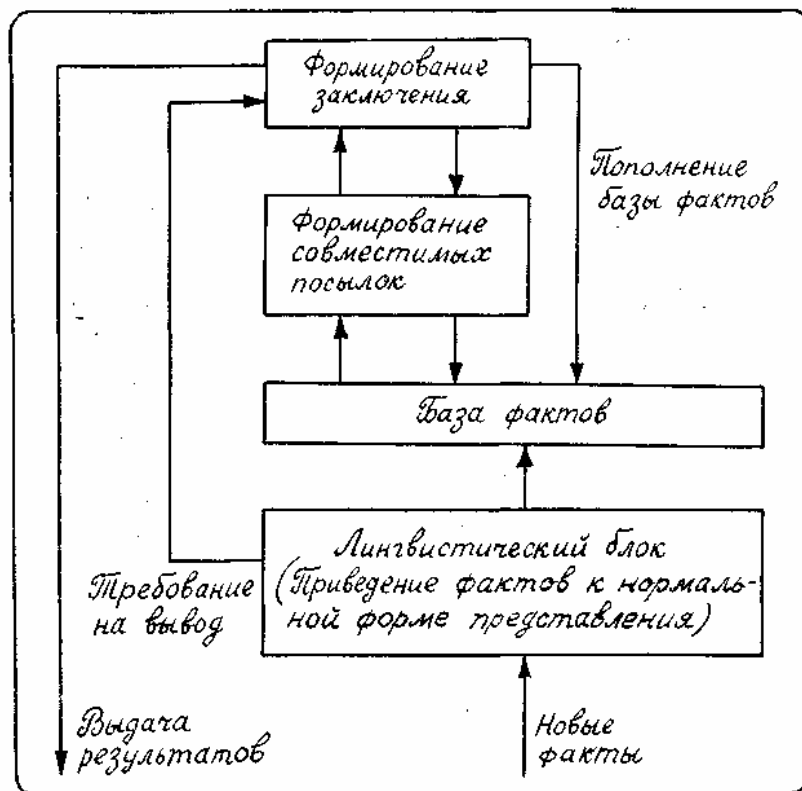 Формирование
заключения
Пополнение
базы фактов
Формирование
совместимых
посылок
База фактов
Лингвистический блок
(Приведение фактов к нормаль-
ной форме представления)
Требование
на вывод
Выдача
результатов
Новые
факты